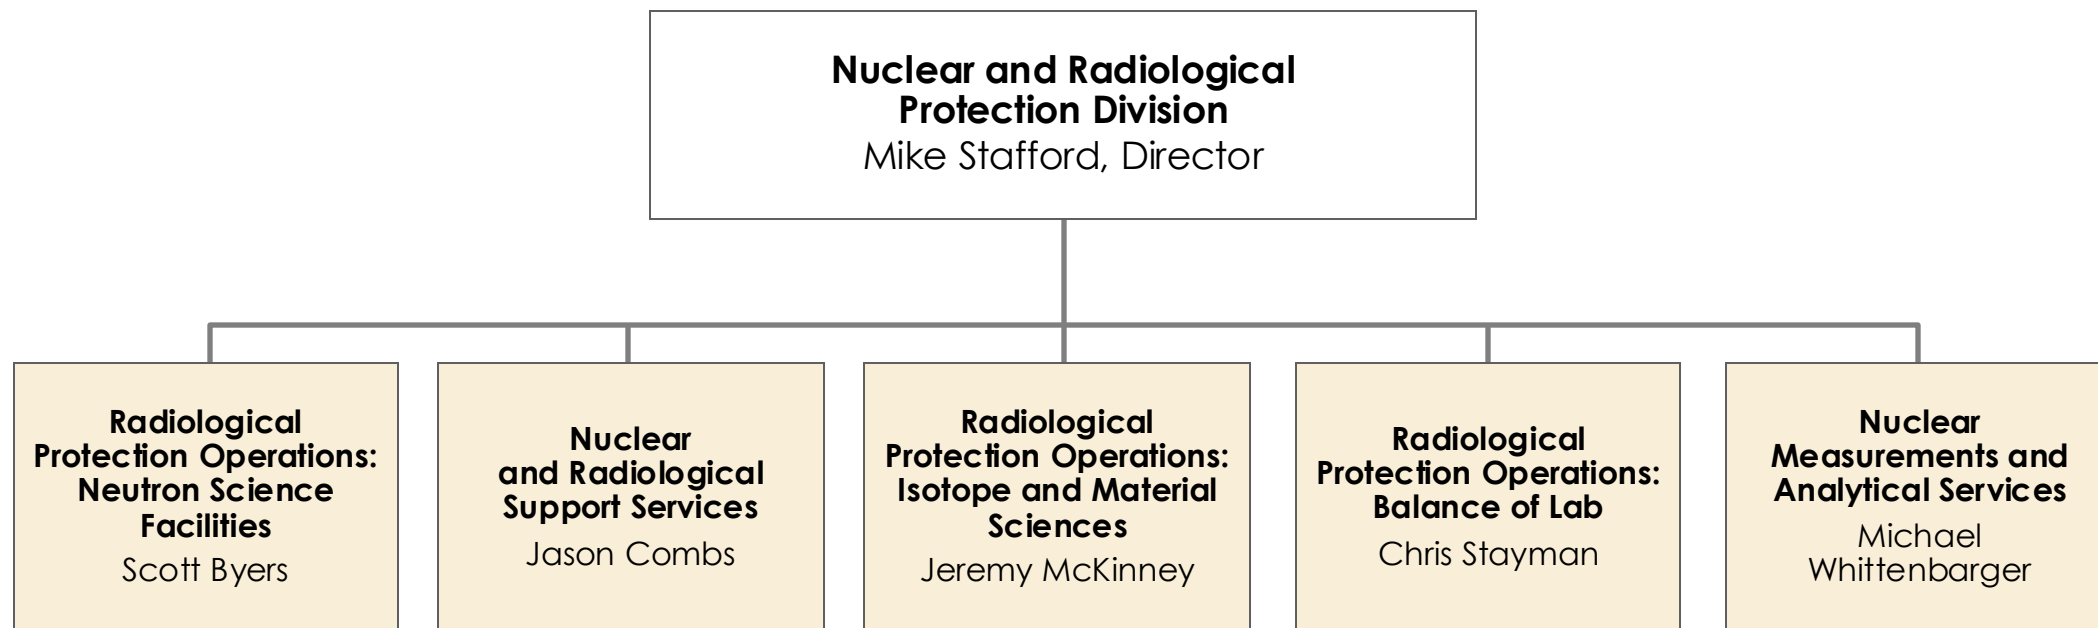 Nuclear and Radiological
Protection Division
Mike Stafford, Director
Radiological
Protection Operations:
Neutron Science
Facilities
Scott Byers
Nuclear
and Radiological
Support Services
Jason Combs
Radiological
Protection Operations:
Isotope and Material
Sciences
Jeremy McKinney
Radiological
Protection Operations:
Balance of Lab
Chris Stayman
Nuclear
Measurements and
Analytical Services
Michael
Whittenbarger